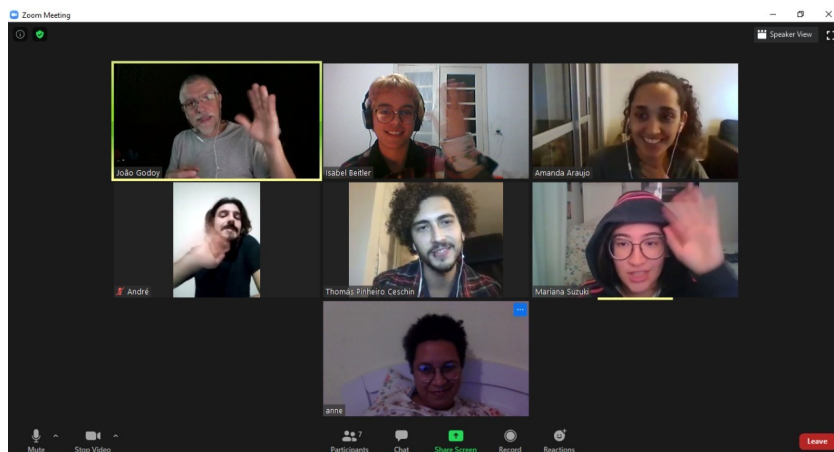 Zoom Meeting
Speaker View
João Godoy
Isabel Beitler
Amanda Araujo
André
Thomás Pinheiro Ceschin
Mariana Suzuki
anne
Mute
Stop Video
Participants
7
Chat
Share Screen
Record
Reactions
Leave